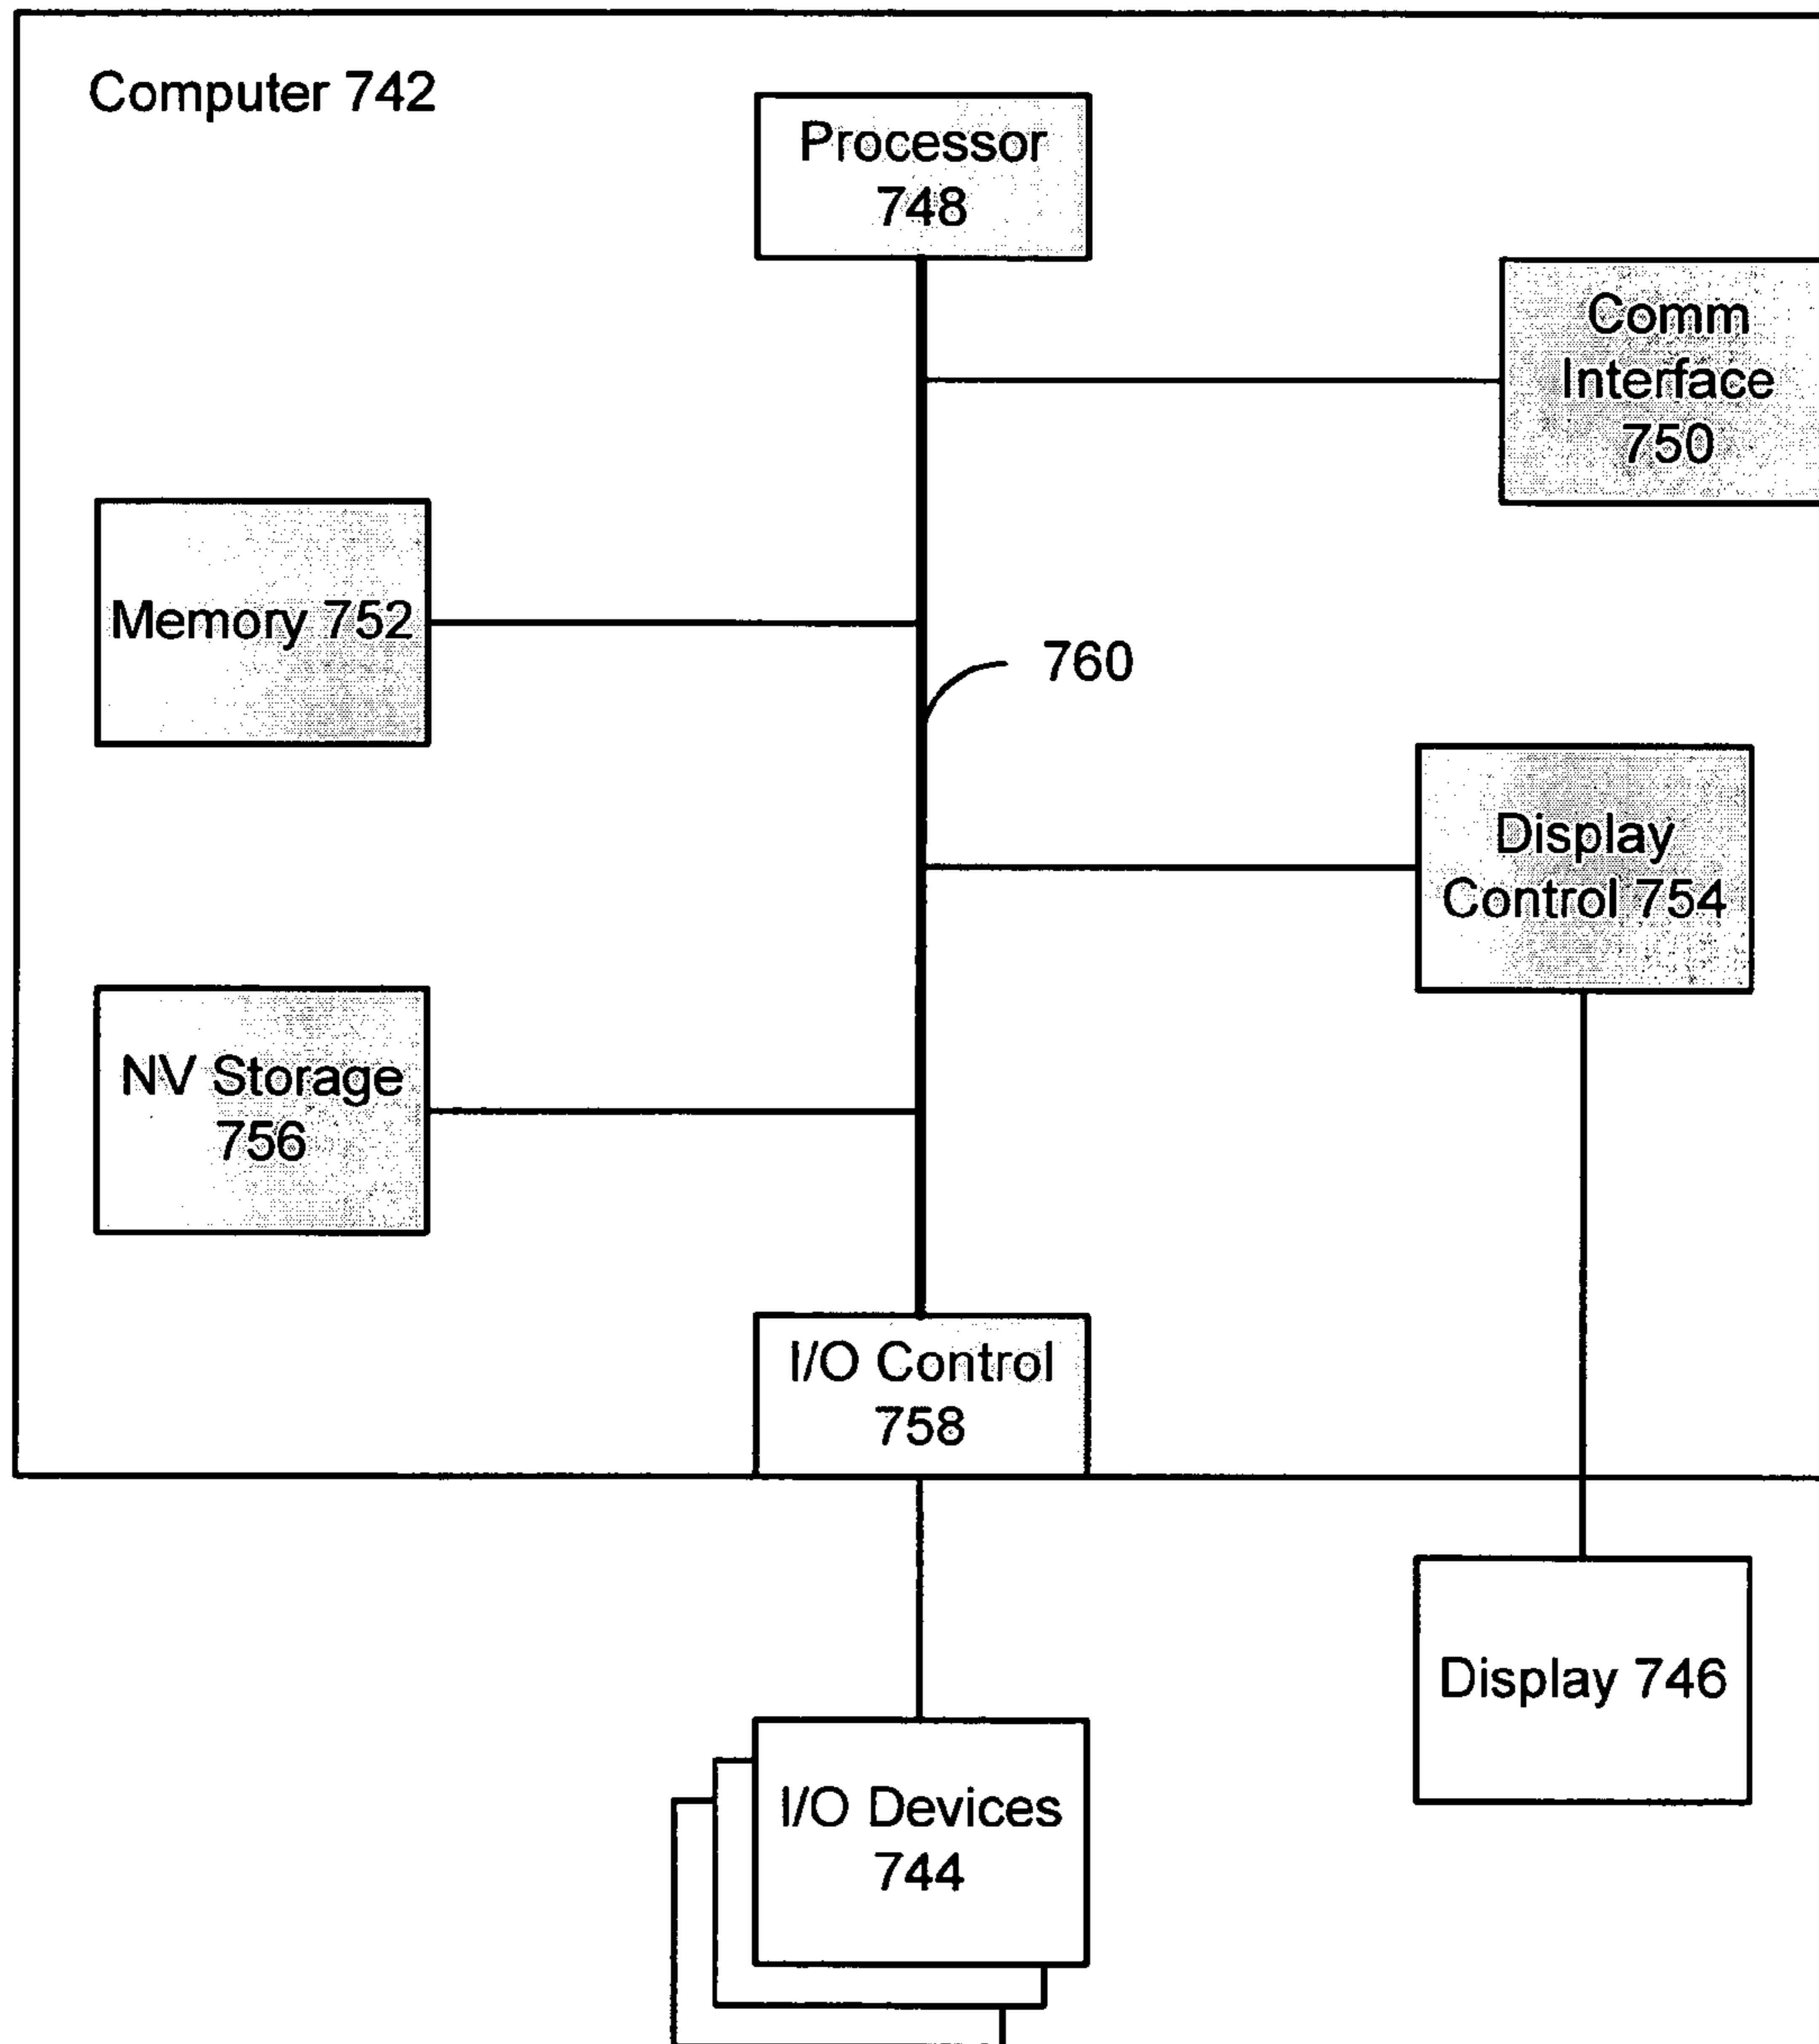 Computer 742
Processor
748
Comm
Interface
750
Memory 752
760
Display
Control 754
NV Storage
756
I/O Control
758
Display 746
I/O Devices
744